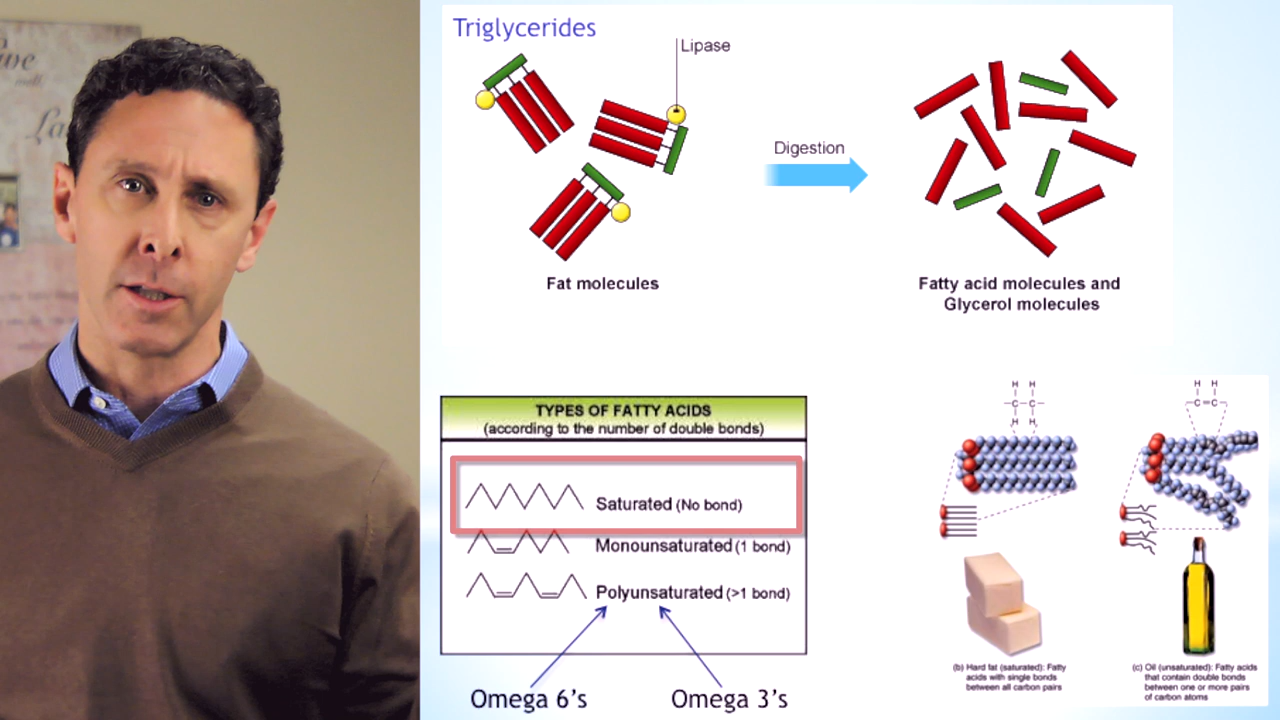 Triglycerides
Lipase
Digestion
Fat molecules
Fatty acid molecules and
Glycerol molecules
TYPES OF FATTY ACIDS
(according to the number of double bonds)
Saturated (No bond)
Monounsaturated (1 bond)
Polyunsaturated (>1 bond)
Omega 6's
Omega 3's
H H
-C-C-
H H
(b) Hard fat (saturated): Fatty
acids with single bonds
between all carbon pairs
H H
-C=C-
(c) Oil (unsaturated): Fatty acids
that contain double bonds
between one or more pairs
of carbon atoms